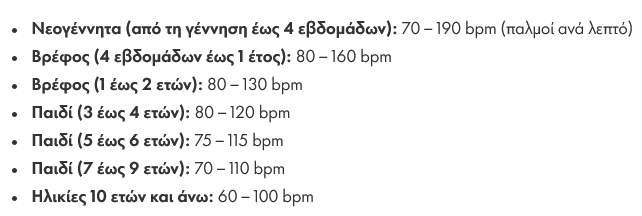 • Νεογέννητα (από τη γέννηση έως 4 εβδομάδων): 70 – 190 bpm (παλμοί ανά λεπτό)
• Βρέφος (4 εβδομάδων έως 1 έτος): 80 – 160 bpm
• Βρέφος (1 έως 2 ετών): 80 – 130 bpm
• Παιδί (3 έως 4 ετών): 80 – 120 bpm
• Παιδί (5 έως 6 ετών): 75 – 115 bpm
• Παιδί (7 έως 9 ετών): 70 – 110 bpm
• Ηλικίες 10 ετών και άνω: 60 – 100 bpm